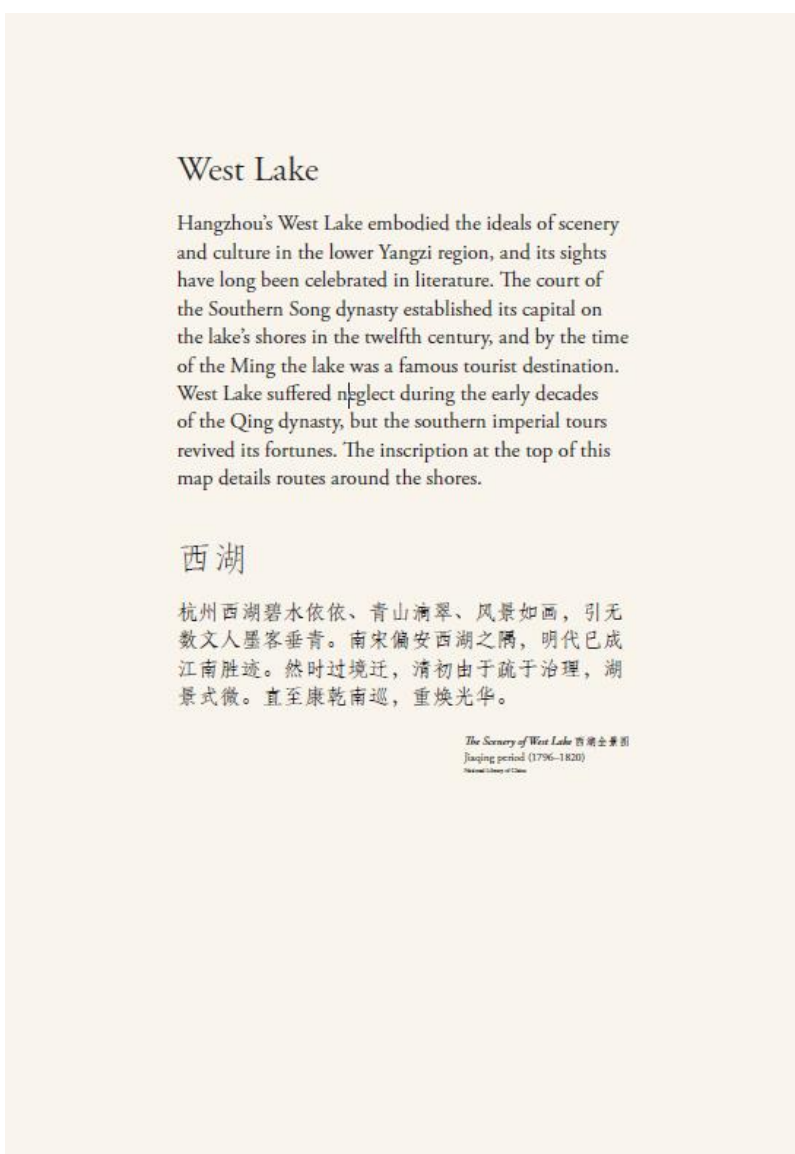 West Lake
Hangzhou’s West Lake embodied the ideals of scenery
and culture in the lower Yangzi region, and its sights
have long been celebrated in literature. The court of
the Southern Song dynasty established its capital on
the lake’s shores in the twelfth century, and by the time
of the Ming the lake was a famous tourist destination.
West Lake suffered neglect during the early decades
of the Qing dynasty, but the southern imperial tours
revived its fortunes. The inscription at the top of this
map details routes around the shores.
西湖
杭州西湖碧水依依、青山滴翠、风景如画，引无
数文人墨客垂青。南宋偏安西湖之隅，明代已成
江南胜迹。然时过境迁，清初由于疏于治理，湖
景式微。直至康乾南巡，重焕光华。
The Scenery of West Lake 西湖全景图
Jiaqing period (1796–1820)
National Library of China